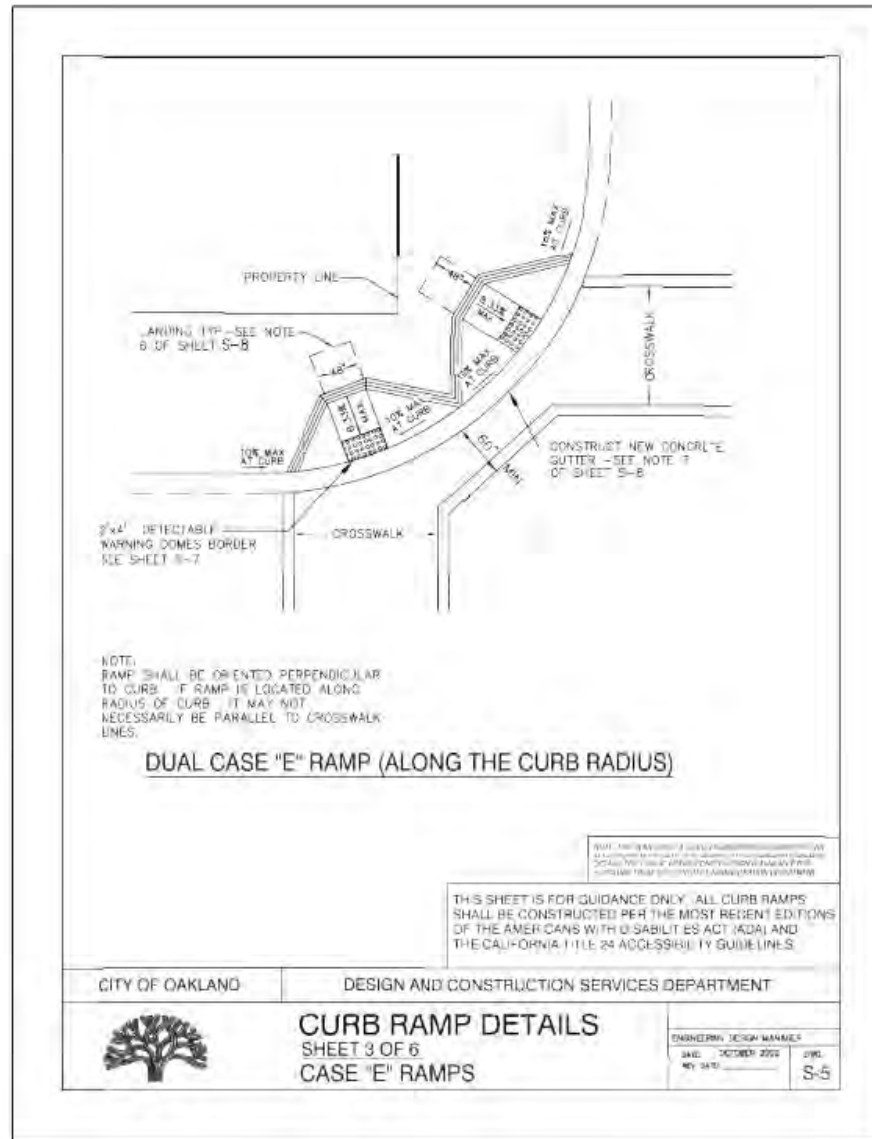 10% MAX
AT CURB
48"
PROPERTY LINE
8.33%
MAX
LANDING TYP-SEE NOTE
6 OF SHEET S-8
CROSSWALK
10% MAX
AT CURB
48"
8.33%
MAX
10% MAX
AT CURB
10% MAX
AT CURB
60" MIN
CONSTRUCT NEW CONCRETE
GUTTER -SEE NOTE 7
OF SHEET S-8
DETECTABLE
WARNING DOMES BORDER
SEE SHEET S-7
CROSSWALK
NOTE:
RAMP SHALL BE ORIENTED PERPENDICULAR
TO CURB IF RAMP IS LOCATED ALONG
RADIUS OF CURB IT MAY NOT
NECESSARILY BE PARALLEL TO CROSSWALK
LINES.
DUAL CASE "E" RAMP (ALONG THE CURB RADIUS)
THIS SHEET IS FOR GUIDANCE ONLY. ALL CURB RAMPS
SHALL BE CONSTRUCTED PER THE MOST RECENT EDITIONS
OF THE AMERICANS WITH DISABILITIES ACT (ADA) AND
THE CALIFORNIA TITLE 24 ACCESSIBILITY GUIDELINES
CITY OF OAKLAND
DESIGN AND CONSTRUCTION SERVICES DEPARTMENT
CURB RAMP DETAILS
SHEET 3 OF 6
CASE "E" RAMPS
ENGINEERING DESIGN MANAGER
DATE: OCTOBER
REV DATE:
DWG.
S-5